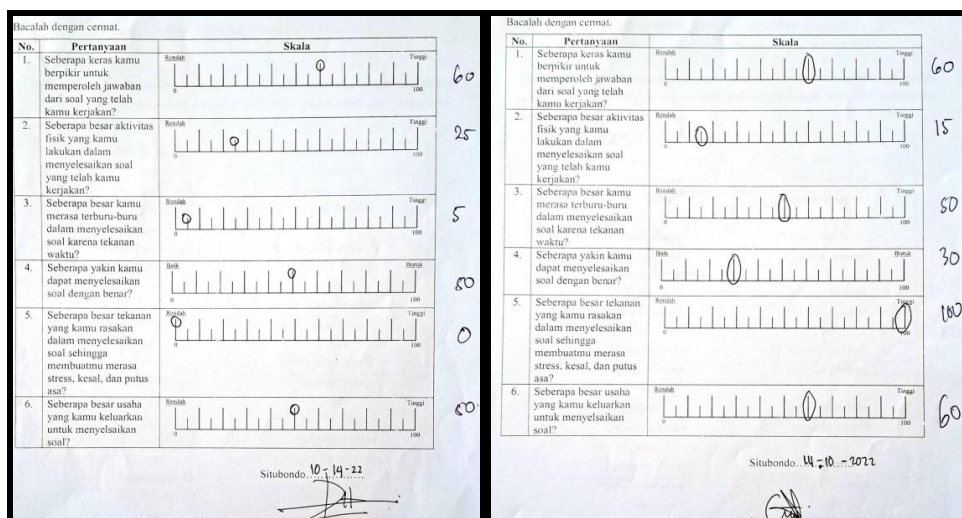 Bacalah dengan cermat.
No. Pertanyaan Skala
1. Seberapa keras kamu
berpikir untuk
memperoleh jawaban
dari soal yang telah
kamu kerjakan?
Rendah Tinggi
0 100
60
2. Seberapa besar aktivitas
fisik yang kamu
lakukan dalam
menyelesaikan soal
yang telah kamu
kerjakan?
Rendah Tinggi
0 100
25
3. Seberapa besar kamu
merasa terburu-buru
dalam menyelesaikan
soal karena tekanan
waktu?
Rendah Tinggi
0 100
5
4. Seberapa yakin kamu
dapat menyelesaikan
soal dengan benar?
Baik Buruk
0 100
50
5. Seberapa besar tekanan
yang kamu rasakan
dalam menyelesaikan
soal sehingga
membuatmu merasa
stress, kesal, dan putus
asa?
Rendah Tinggi
0 100
0
6. Seberapa besar usaha
yang kamu keluarkan
untuk menyelsaikan
soal?
Rendah Tinggi
0 100
50
Situbondo, 10-14-22
Bacalah dengan cermat.
No. Pertanyaan Skala
1. Seberapa keras kamu
berpikir untuk
memperoleh jawaban
dari soal yang telah
kamu kerjakan?
Rendah Tinggi
0 100
60
2. Seberapa besar aktivitas
fisik yang kamu
lakukan dalam
menyelesaikan soal
yang telah kamu
kerjakan?
Rendah Tinggi
0 100
15
3. Seberapa besar kamu
merasa terburu-buru
dalam menyelesaikan
soal karena tekanan
waktu?
Rendah Tinggi
0 100
50
4. Seberapa yakin kamu
dapat menyelesaikan
soal dengan benar?
Baik Buruk
0 100
30
5. Seberapa besar tekanan
yang kamu rasakan
dalam menyelesaikan
soal sehingga
membuatmu merasa
stress, kesal, dan putus
asa?
Rendah Tinggi
0 100
100
6. Seberapa besar usaha
yang kamu keluarkan
untuk menyelsaikan
soal?
Rendah Tinggi
0 100
60
Situbondo, 14-10-2022